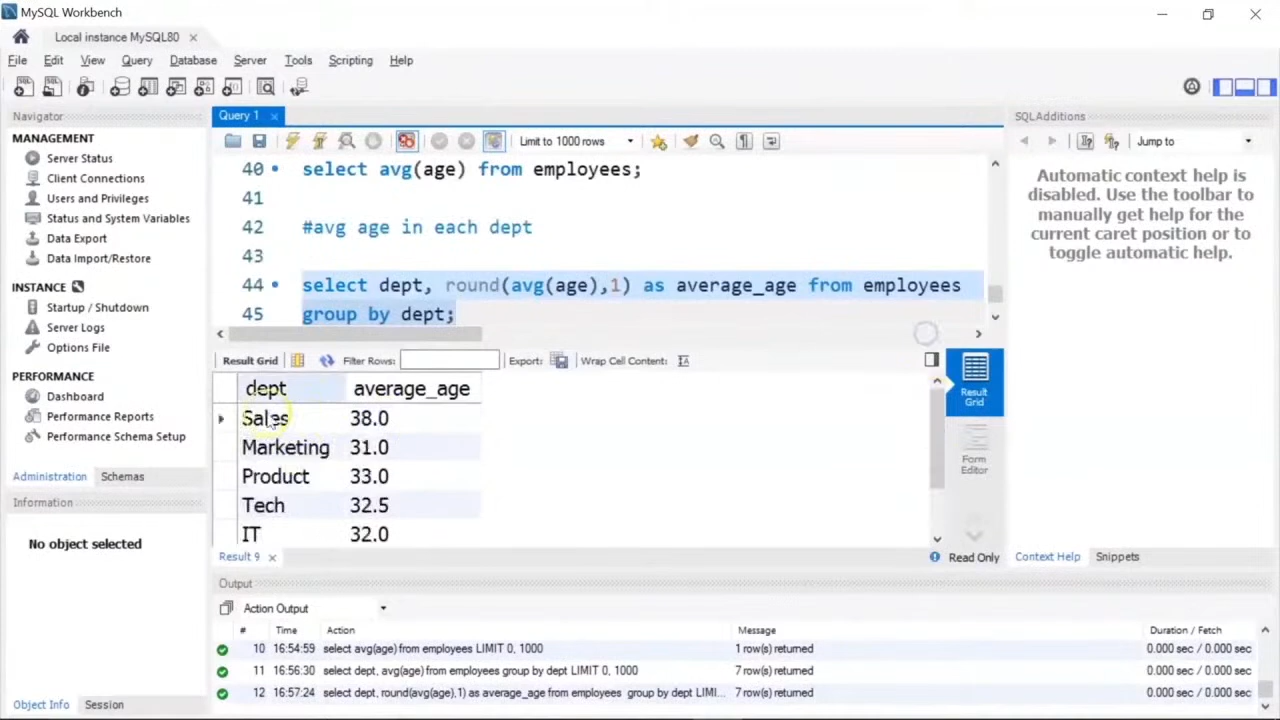 MySQL Workbench
Local instance MySQL80
File Edit View Query Database Server Tools Scripting Help
Navigator
MANAGEMENT
Server Status
Client Connections
Users and Privileges
Status and System Variables
Data Export
Data Import/Restore
INSTANCE
Startup / Shutdown
Server Logs
Options File
PERFORMANCE
Dashboard
Performance Reports
Performance Schema Setup
Administration Schemas
Information
No object selected
Object Info Session
Query 1
Limit to 1000 rows
40 select avg(age) from employees;
41
42 #avg age in each dept
43
44 select dept, round(avg(age),1) as average_age from employees
45 group by dept;
Result Grid Filter Rows: Export: Wrap Cell Content:
dept average_age
Sales 38.0
Marketing 31.0
Product 33.0
Tech 32.5
IT 32.0
Result Grid
Form Editor
Result 9
Read Only
SQLAdditions
Jump to
Automatic context help is
disabled. Use the toolbar to
manually get help for the
current caret position or to
toggle automatic help.
Context Help Snippets
Output
Action Output
# Time Action Message Duration / Fetch
10 16:54:59 select avg(age) from employees LIMIT 0, 1000 1 row(s) returned 0.000 sec / 0.000 sec
11 16:56:30 select dept, avg(age) from employees group by dept LIMIT 0, 1000 7 row(s) returned 0.000 sec / 0.000 sec
12 16:57:24 select dept, round(avg(age),1) as average_age from employees group by dept LIMI... 7 row(s) returned 0.000 sec / 0.000 sec